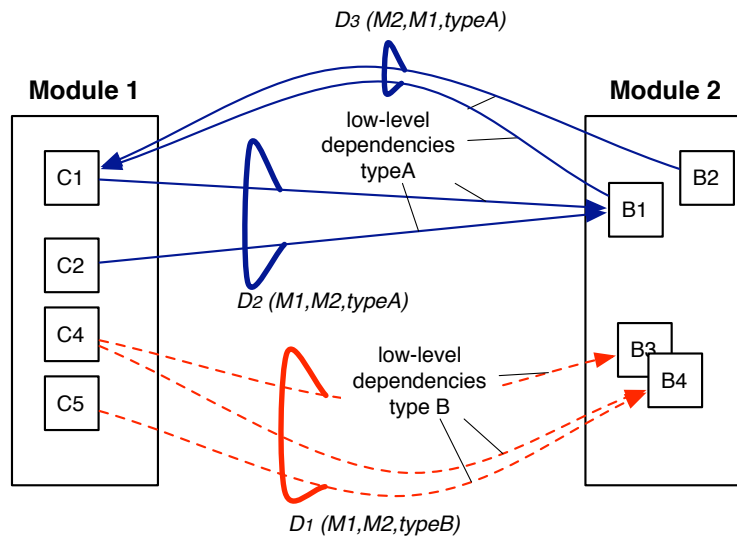 D3 (M2,M1,typeA)
Module 1
Module 2
low-level
dependencies
typeA
C1
B2
B1
C2
D2 (M1,M2,typeA)
C4
low-level
dependencies
type B
B3
B4
C5
D1 (M1,M2,typeB)